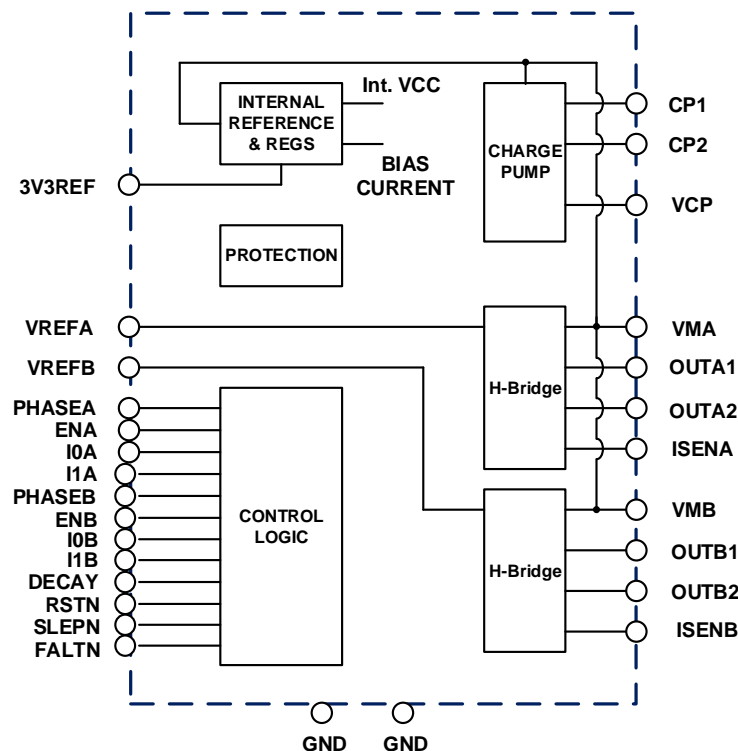 Int. VCC
INTERNAL
REFERENCE
& REGS
BIAS
CURRENT
CHARGE
PUMP
CP1
CP2
VCP
3V3REF
PROTECTION
VREFA
VREFB
PHASEA
ENA
I0A
I1A
PHASEB
ENB
I0B
I1B
DECAY
RSTN
SLEPN
FALTN
CONTROL
LOGIC
H-Bridge
VMA
OUTA1
OUTA2
ISENA
H-Bridge
VMB
OUTB1
OUTB2
ISENB
GND
GND